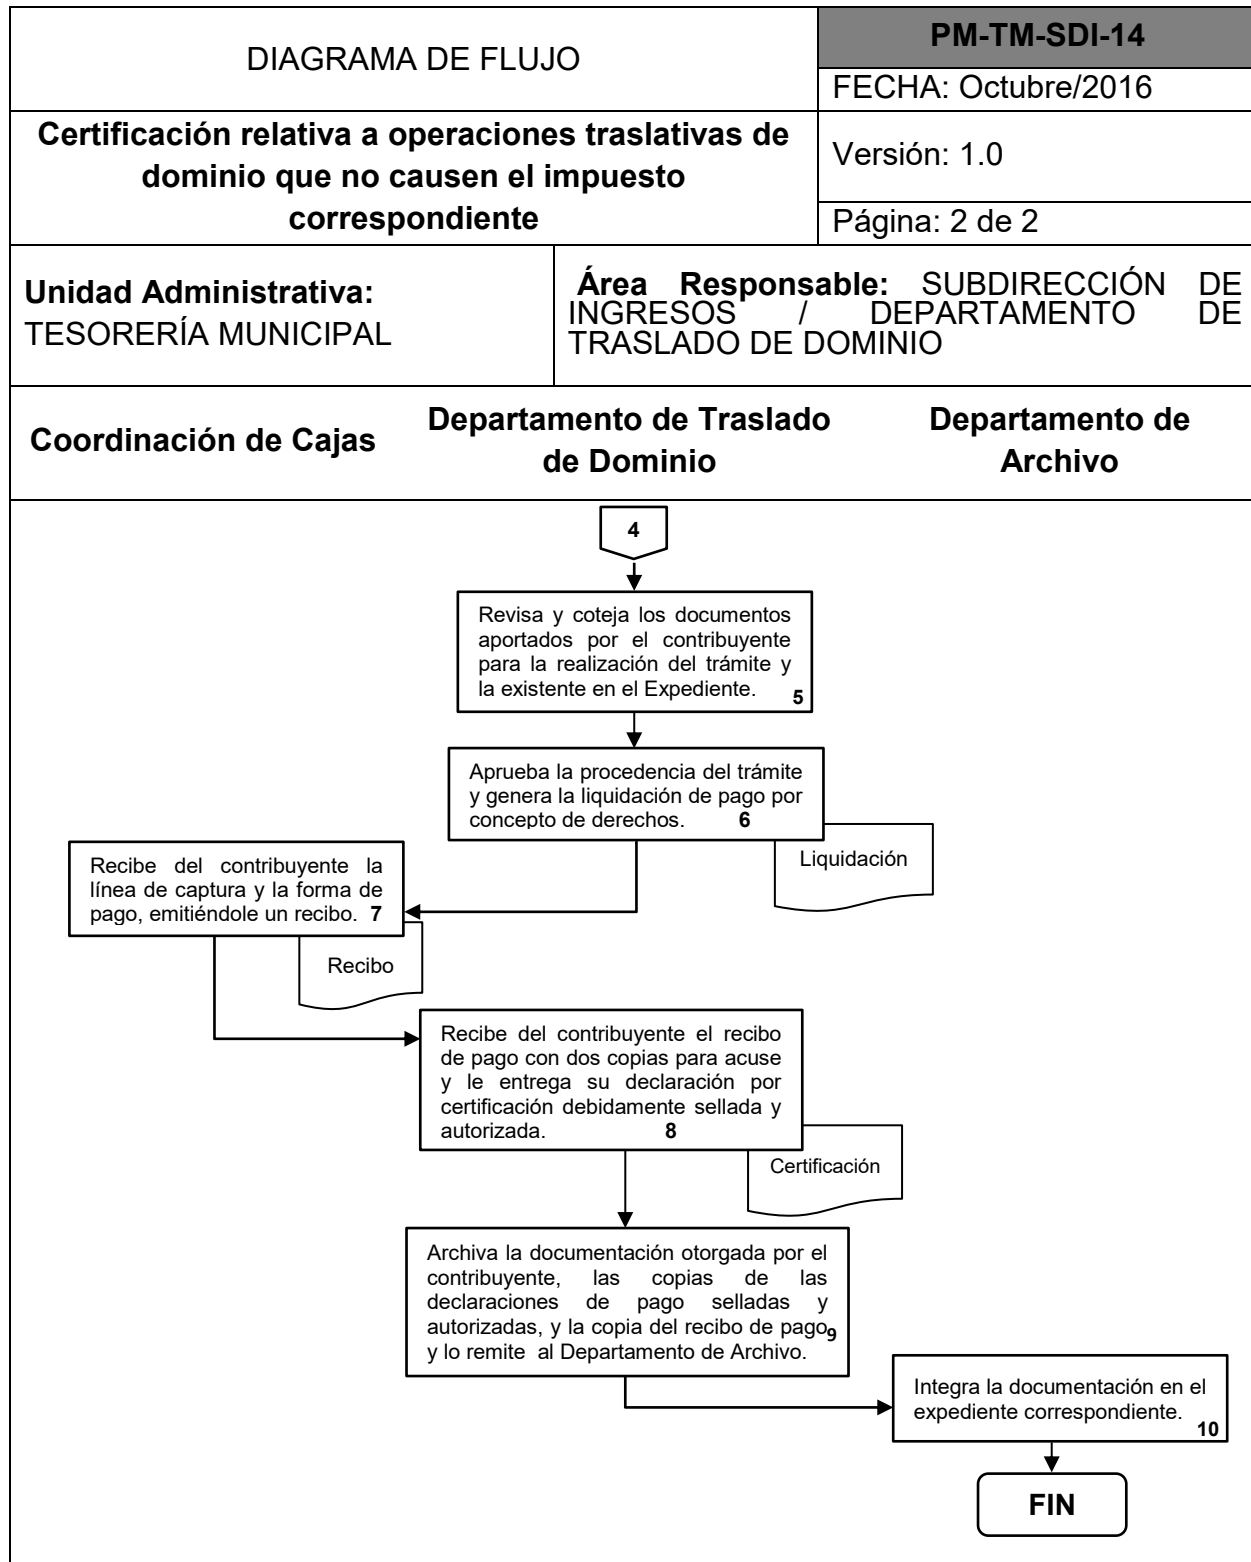 DIAGRAMA DE FLUJO
PM-TM-SDI-14
FECHA: Octubre/2016
Certificación relativa a operaciones traslativas de
dominio que no causen el impuesto
correspondiente
Versión: 1.0
Página: 2 de 2
Unidad Administrativa:
TESORERÍA MUNICIPAL
Área Responsable: SUBDIRECCIÓN DE
INGRESOS / DEPARTAMENTO DE
TRASLADO DE DOMINIO
Coordinación de Cajas
Departamento de Traslado
de Dominio
Departamento de
Archivo
4
Revisa y coteja los documentos
aportados por el contribuyente
para la realización del trámite y
la existente en el Expediente. 5
Aprueba la procedencia del trámite
y genera la liquidación de pago por
concepto de derechos. 6
Liquidación
Recibe del contribuyente la
línea de captura y la forma de
pago, emitiéndole un recibo. 7
Recibo
Recibe del contribuyente el recibo
de pago con dos copias para acuse
y le entrega su declaración por
certificación debidamente sellada y
autorizada. 8
Certificación
Archiva la documentación otorgada por el
contribuyente, las copias de las
declaraciones de pago selladas y
autorizadas, y la copia del recibo de pago 9
y lo remite al Departamento de Archivo.
Integra la documentación en el
expediente correspondiente. 10
FIN